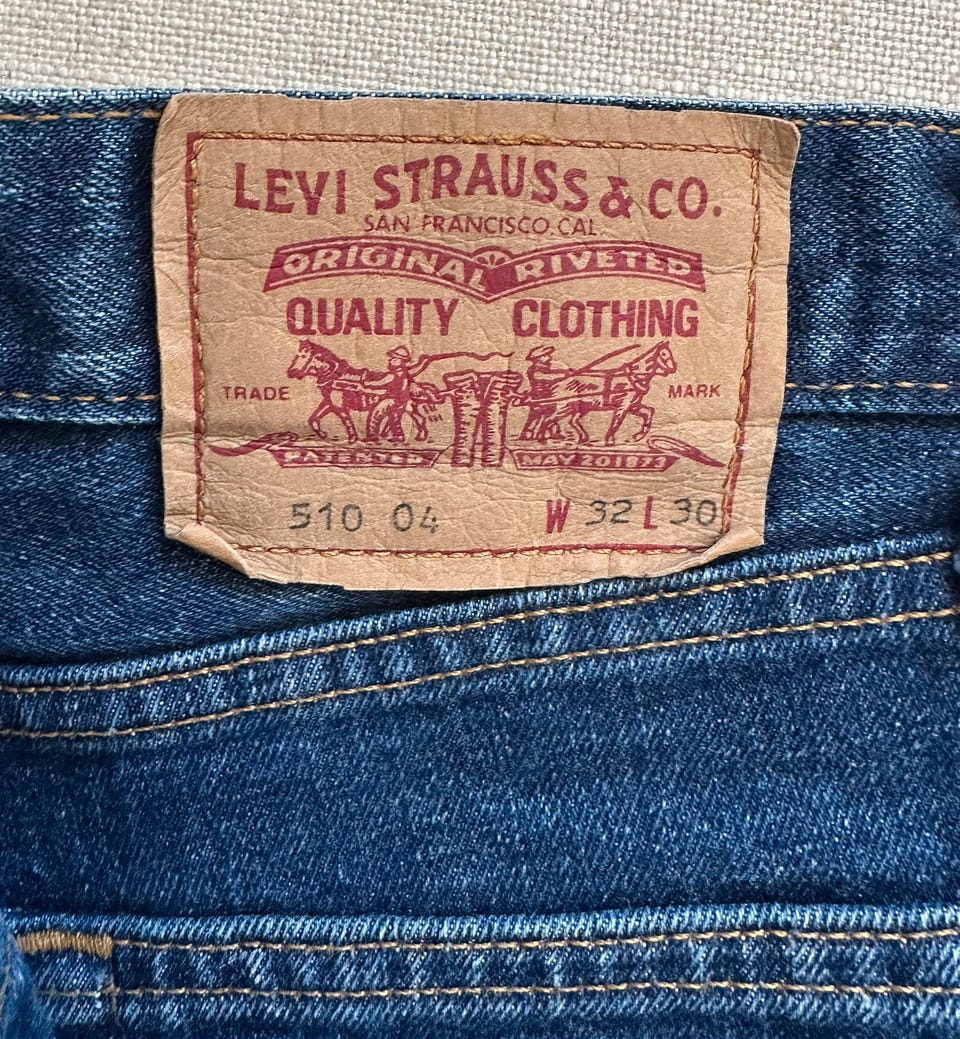 LEVI STRAUSS & CO.
SAN FRANCISCO, CAL.
ORIGINAL RIVETED
QUALITY CLOTHING
TRADE MARK
PATENTED MAY 20 1873
510 04 W 32 L 30